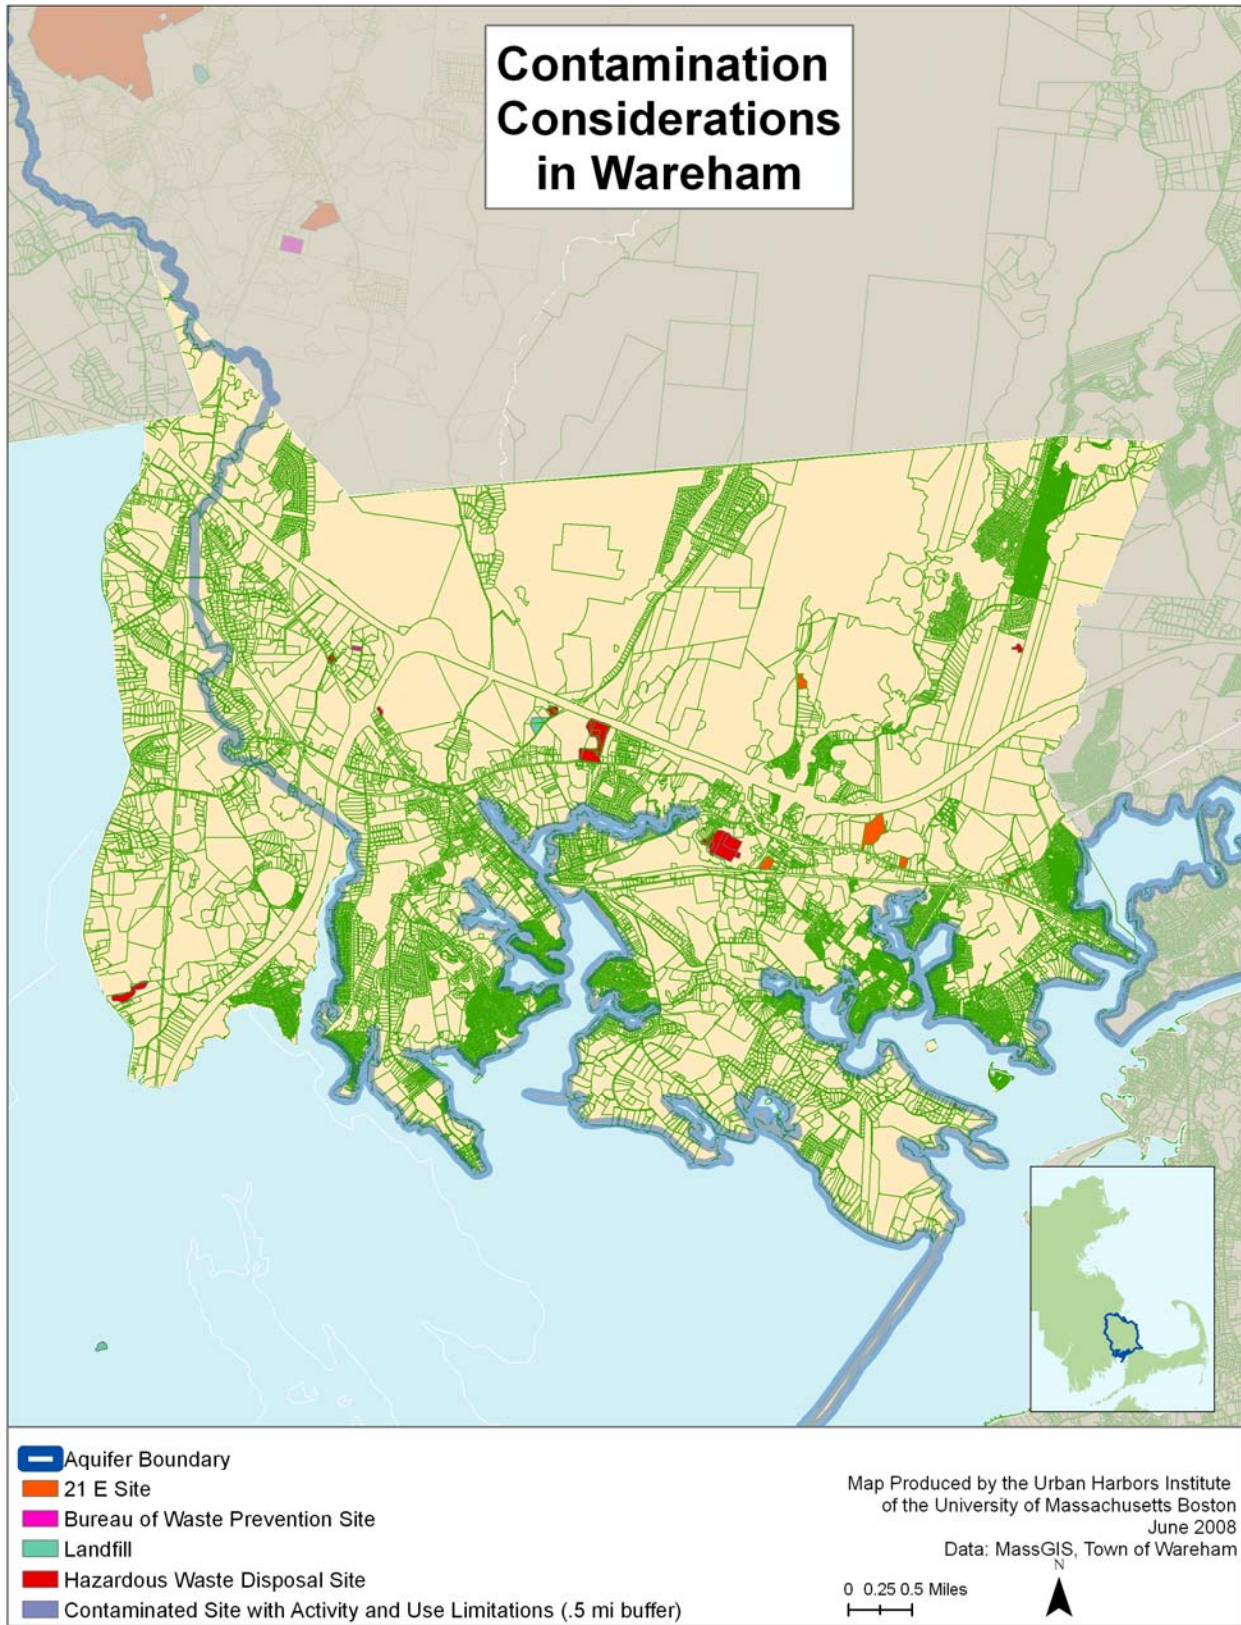 Contamination
Considerations
in Wareham
Aquifer Boundary
21 E Site
Bureau of Waste Prevention Site
Landfill
Hazardous Waste Disposal Site
Contaminated Site with Activity and Use Limitations (.5 mi buffer)
Map Produced by the Urban Harbors Institute
of the University of Massachusetts Boston
June 2008
Data: MassGIS, Town of Wareham
N
0 0.25 0.5 Miles